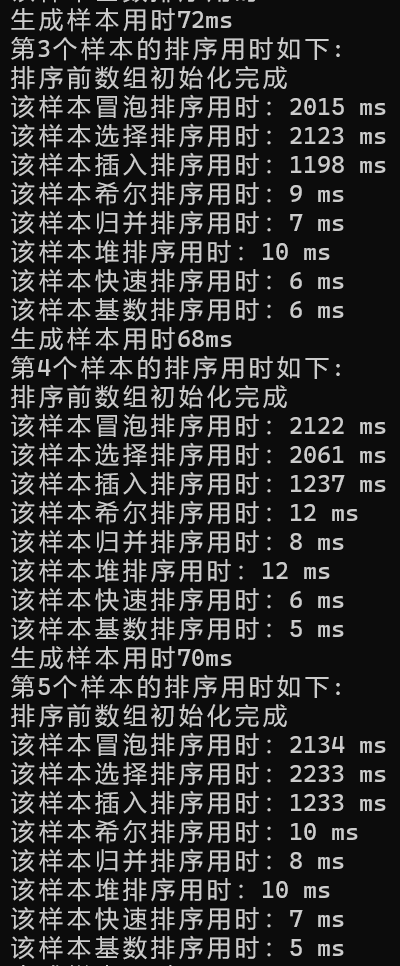 生成样本用时72ms
第3个样本的排序用时如下:
排序前数组初始化完成
该样本冒泡排序用时: 2015 ms
该样本选择排序用时: 2123 ms
该样本插入排序用时: 1198 ms
该样本希尔排序用时: 9 ms
该样本归并排序用时: 7 ms
该样本堆排序用时: 10 ms
该样本快速排序用时: 6 ms
该样本基数排序用时: 6 ms
生成样本用时68ms
第4个样本的排序用时如下:
排序前数组初始化完成
该样本冒泡排序用时: 2122 ms
该样本选择排序用时: 2061 ms
该样本插入排序用时: 1237 ms
该样本希尔排序用时: 12 ms
该样本归并排序用时: 8 ms
该样本堆排序用时: 12 ms
该样本快速排序用时: 6 ms
该样本基数排序用时: 5 ms
生成样本用时70ms
第5个样本的排序用时如下:
排序前数组初始化完成
该样本冒泡排序用时: 2134 ms
该样本选择排序用时: 2233 ms
该样本插入排序用时: 1233 ms
该样本希尔排序用时: 10 ms
该样本归并排序用时: 8 ms
该样本堆排序用时: 10 ms
该样本快速排序用时: 7 ms
该样本基数排序用时: 5 ms